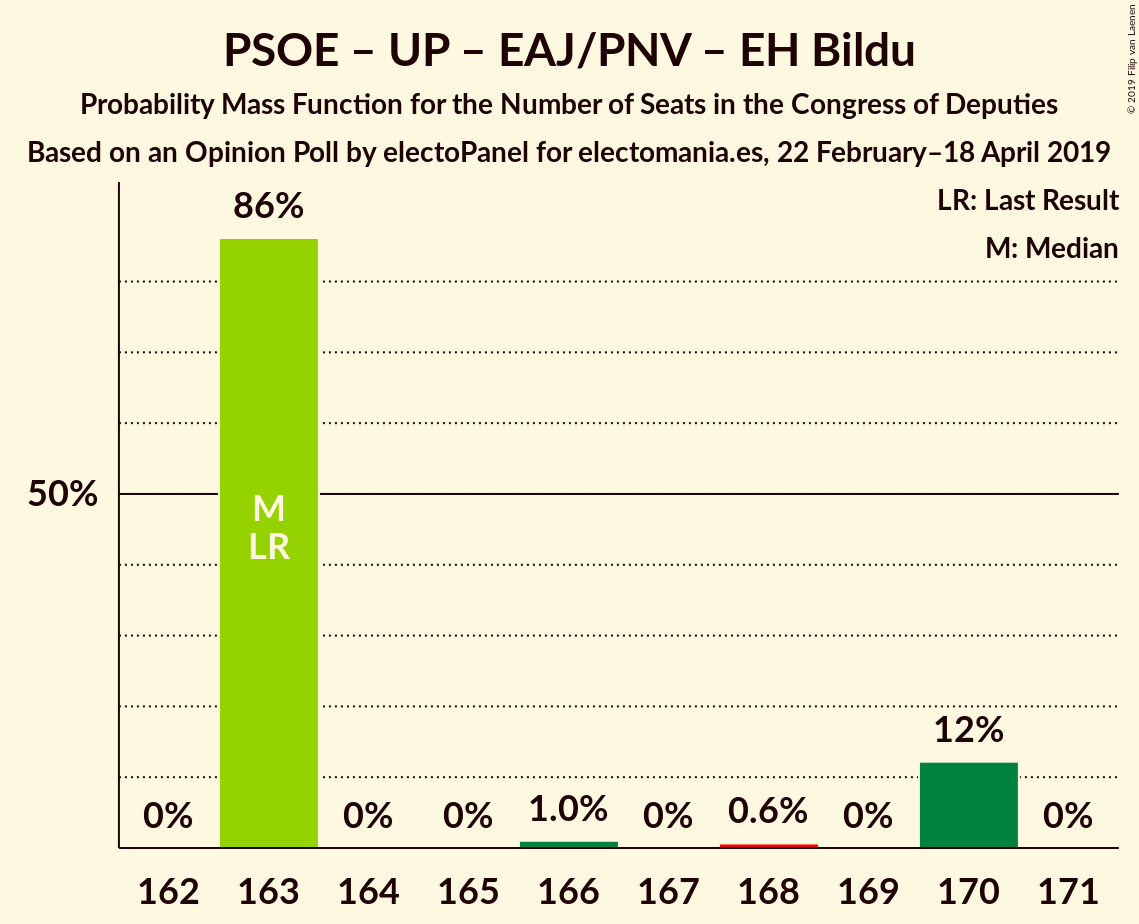 PSOE – UP – EAJ/PNV – EH Bildu
Probability Mass Function for the Number of Seats in the Congress of Deputies
Based on an Opinion Poll by electoPanel for electomania.es, 22 February–18 April 2019
© 2019 Filip van Laenen
LR: Last Result
M: Median
86%
50%
M
LR
0%
0%
0%
1.0%
0%
0.6%
0%
12%
0%
162 163 164 165 166 167 168 169 170 171